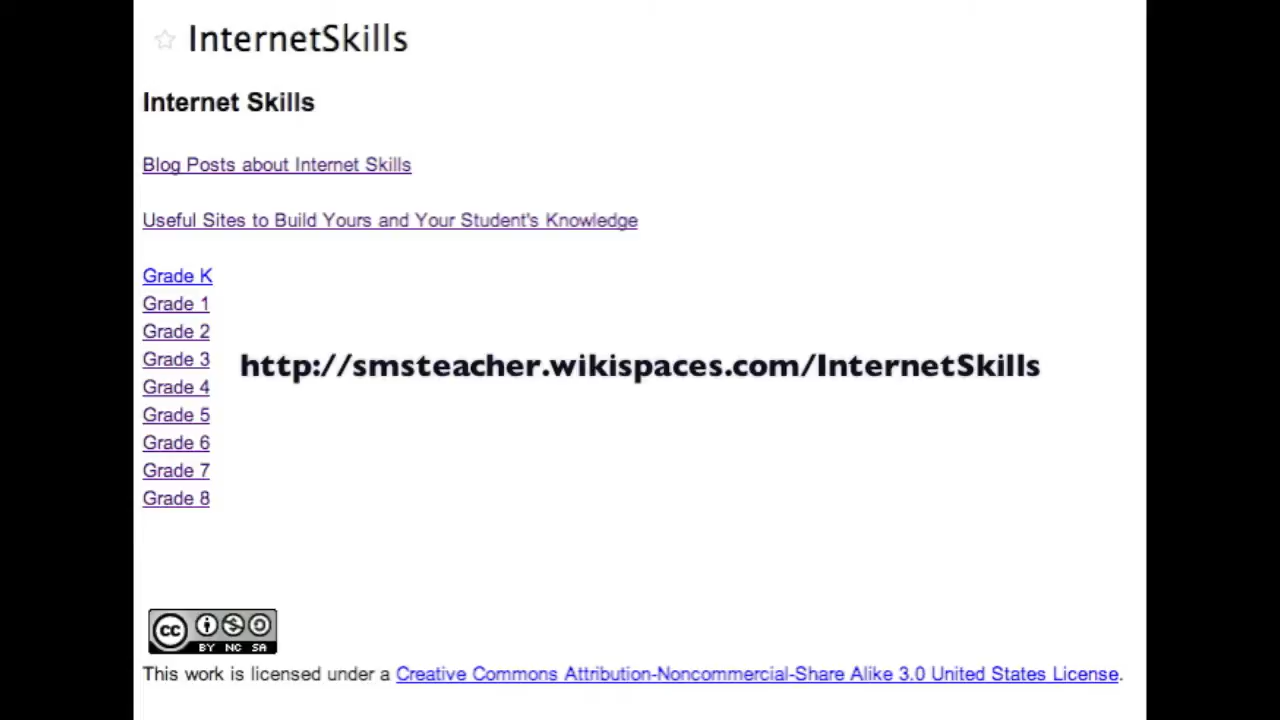 InternetSkills
Internet Skills
Blog Posts about Internet Skills
Useful Sites to Build Yours and Your Student's Knowledge
Grade K
Grade 1
Grade 2
Grade 3
http://smsteacher.wikispaces.com/InternetSkills
Grade 4
Grade 5
Grade 6
Grade 7
Grade 8
cc BY NC SA
This work is licensed under a Creative Commons Attribution-Noncommercial-Share Alike 3.0 United States License.